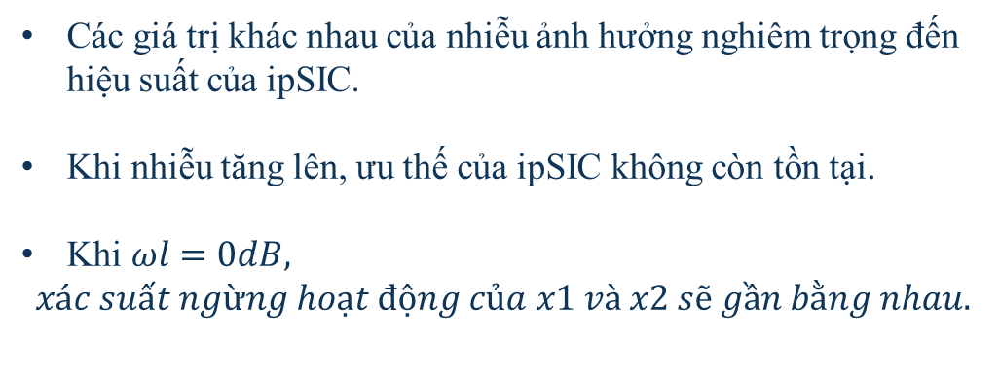 • Các giá trị khác nhau của nhiễu ảnh hưởng nghiêm trọng đến
hiệu suất của ipSIC.
• Khi nhiễu tăng lên, ưu thế của ipSIC không còn tồn tại.
• Khi 𝜔𝑙 = 0𝑑𝐵,
xác suất ngừng hoạt động của x1 và x2 sẽ gần bằng nhau.